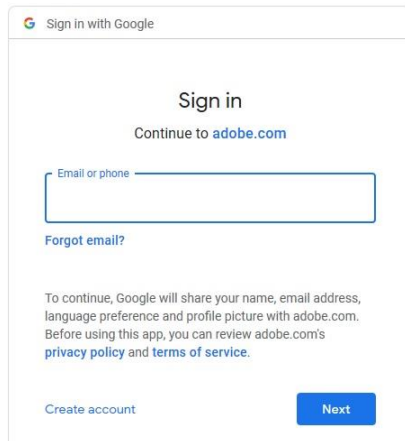 Sign in with Google
Sign in
Continue to adobe.com
Email or phone
Forgot email?
To continue, Google will share your name, email address,
language preference and profile picture with adobe.com.
Before using this app, you can review adobe.com's
privacy policy and terms of service.
Create account
Next